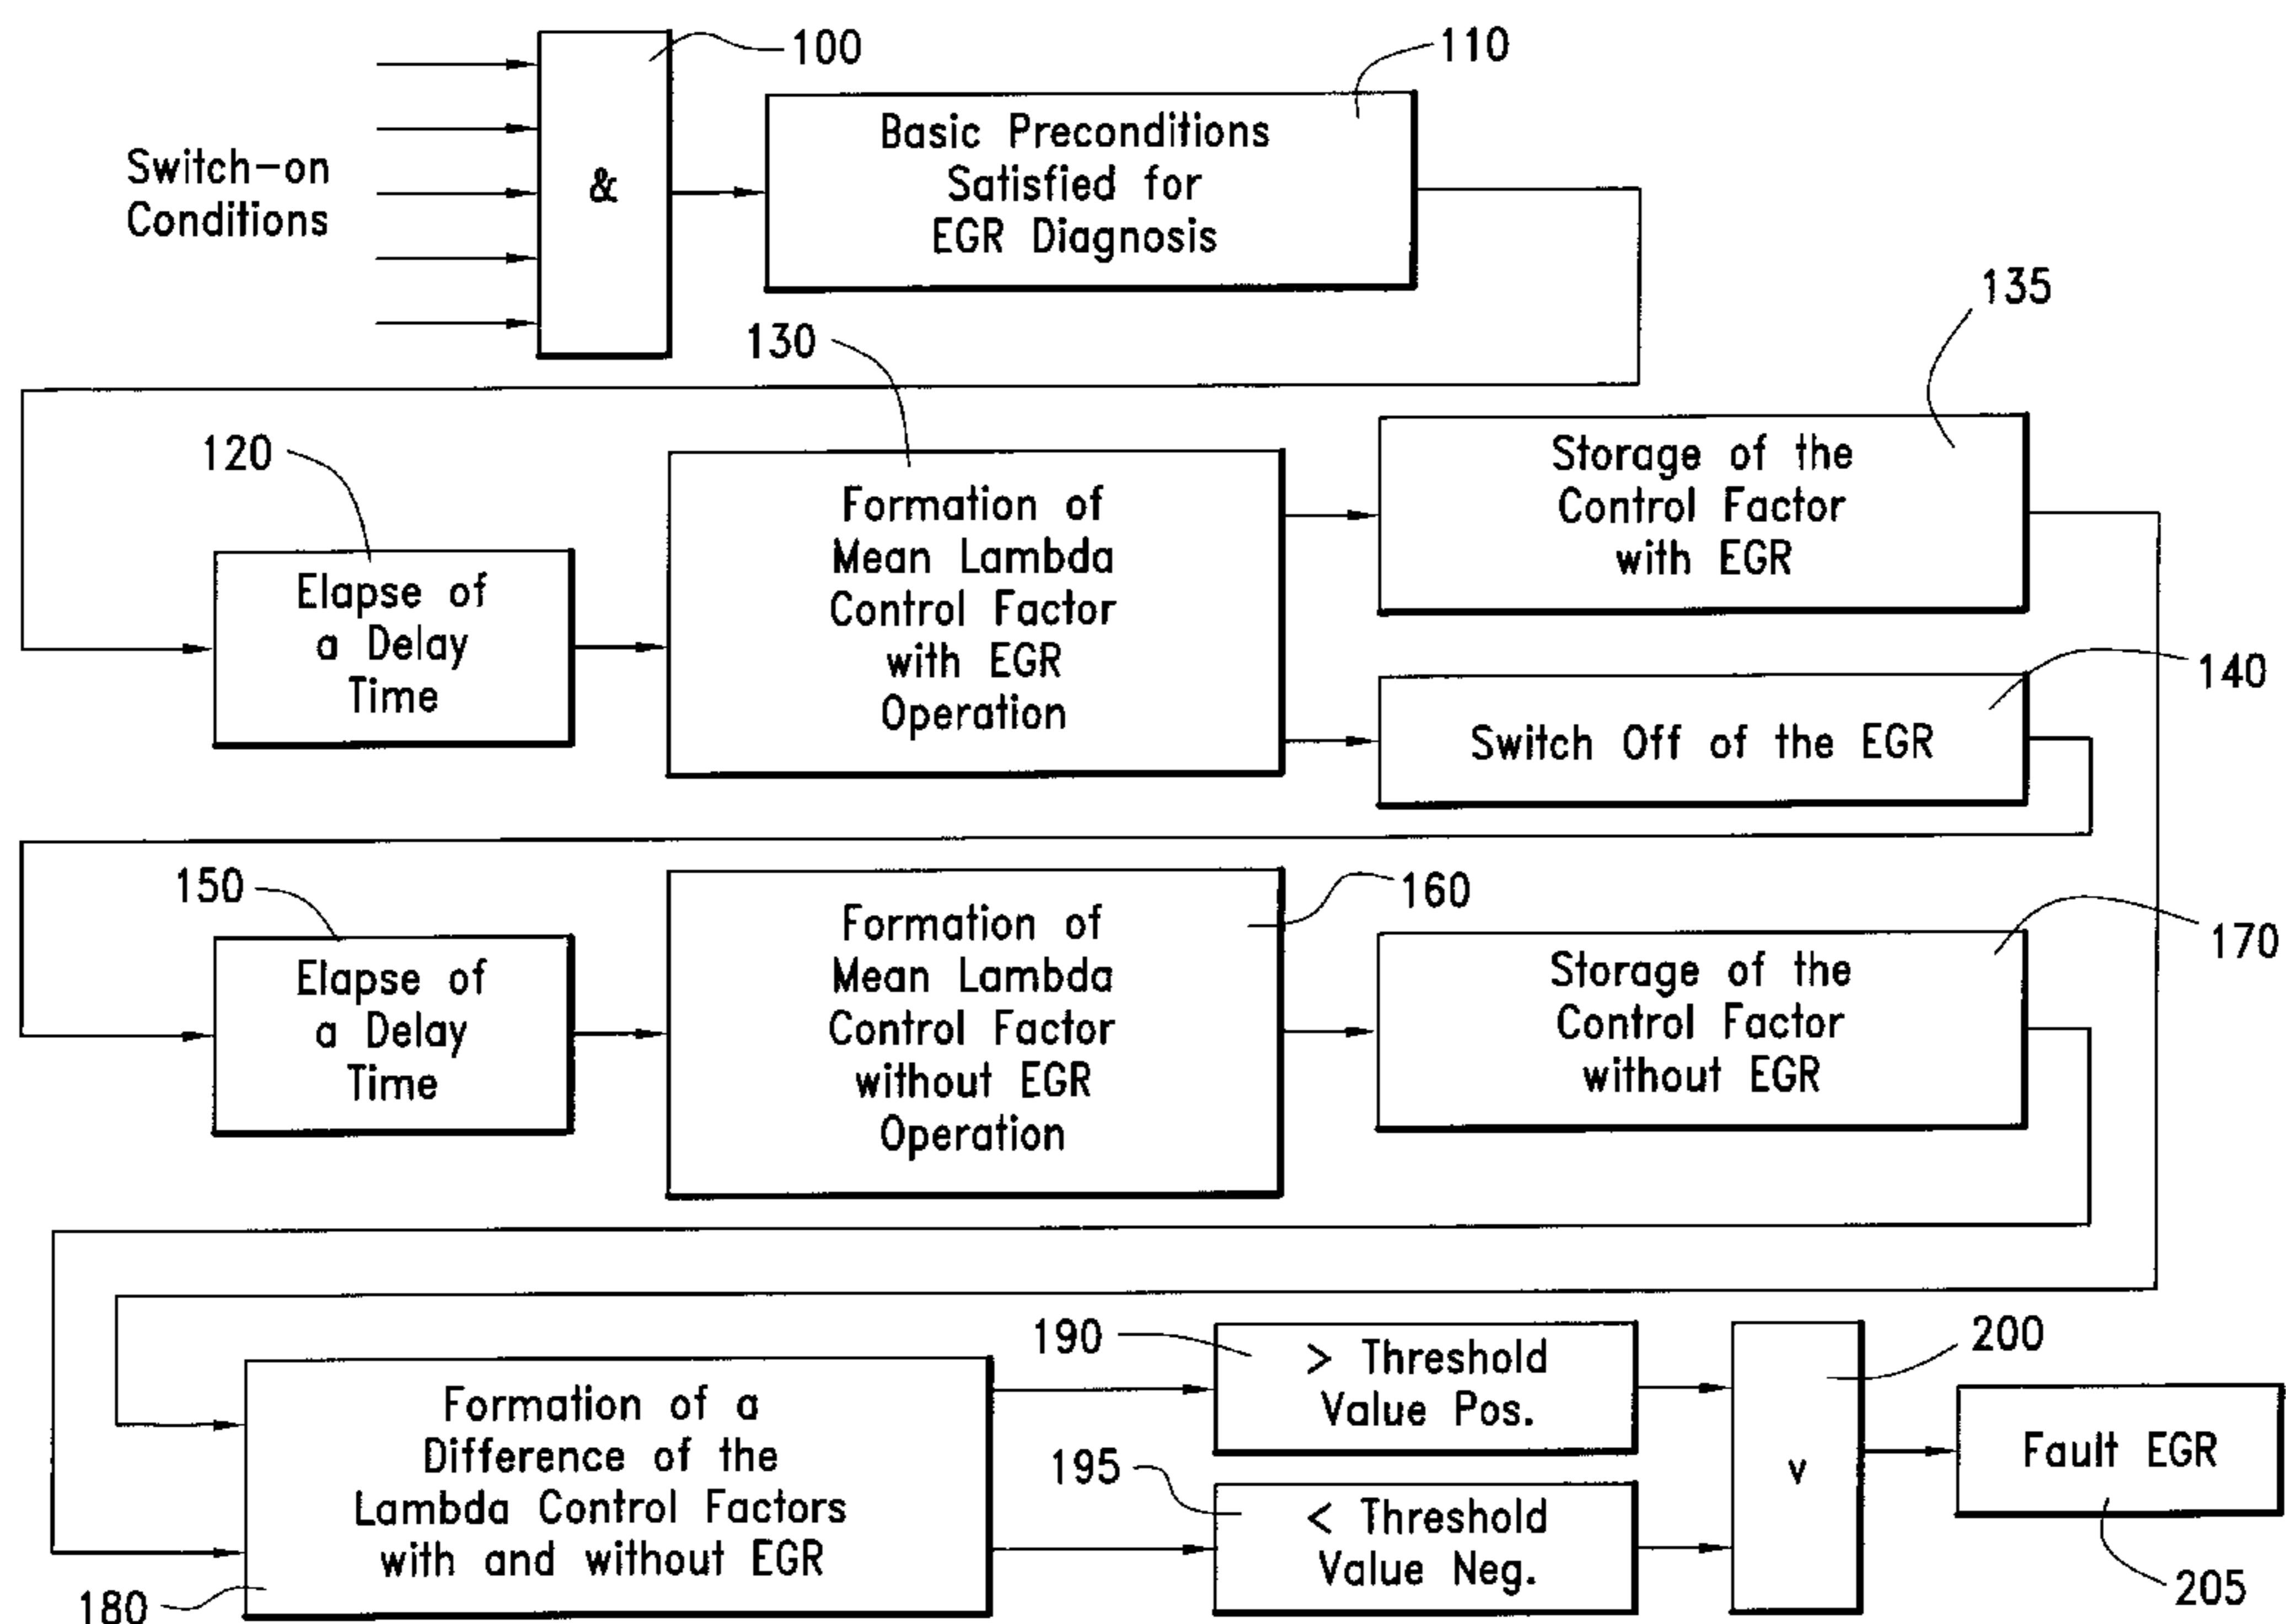 100
110
Switch-on
Conditions
&
Basic Preconditions
Satisfied for
EGR Diagnosis
130
135
120
Elapse of
a Delay
Time
Formation of
Mean Lambda
Control Factor
with EGR
Operation
Storage of the
Control Factor
with EGR
140
Switch Off of the EGR
150
160
170
Elapse of
a Delay
Time
Formation of
Mean Lambda
Control Factor
without EGR
Operation
Storage of the
Control Factor
without EGR
180
Formation of a
Difference of the
Lambda Control Factors
with and without EGR
190
> Threshold
Value Pos.
195
< Threshold
Value Neg.
200
v
Fault EGR
205